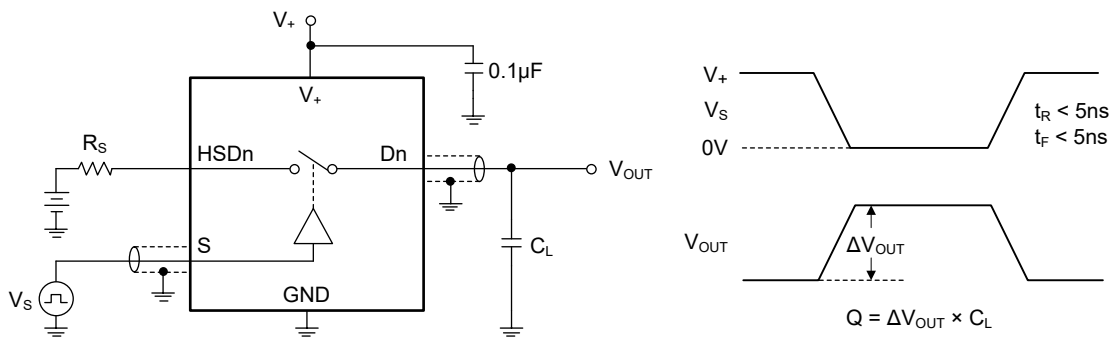 V+
0.1µF
V+
RS
HSDn
Dn
VOUT
S
CL
VS
GND
V+
VS
0V
tR < 5ns
tF < 5ns
VOUT
ΔVOUT
Q = ΔVOUT × CL